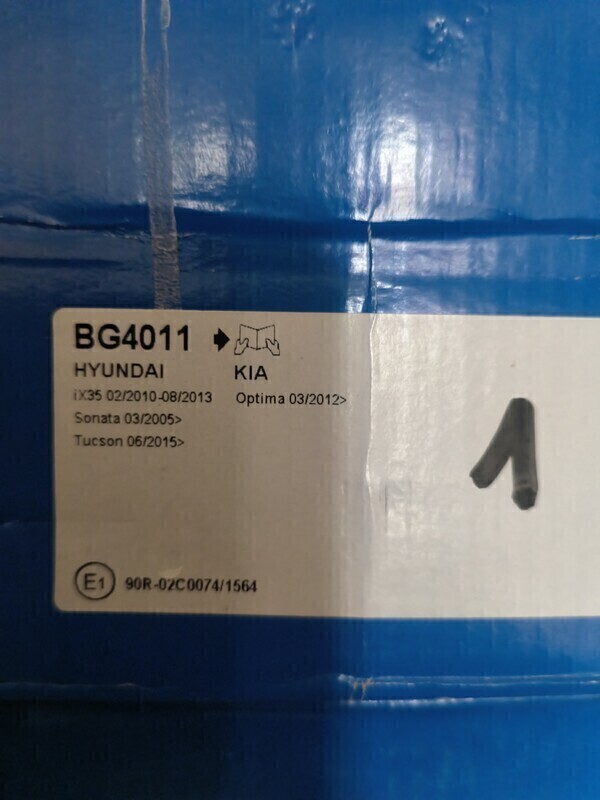 BG4011
HYUNDAI
iX35 02/2010-08/2013
Sonata 03/2005>
Tucson 06/2015>
KIA
Optima 03/2012>
1
E1 90R-02C0074/1564